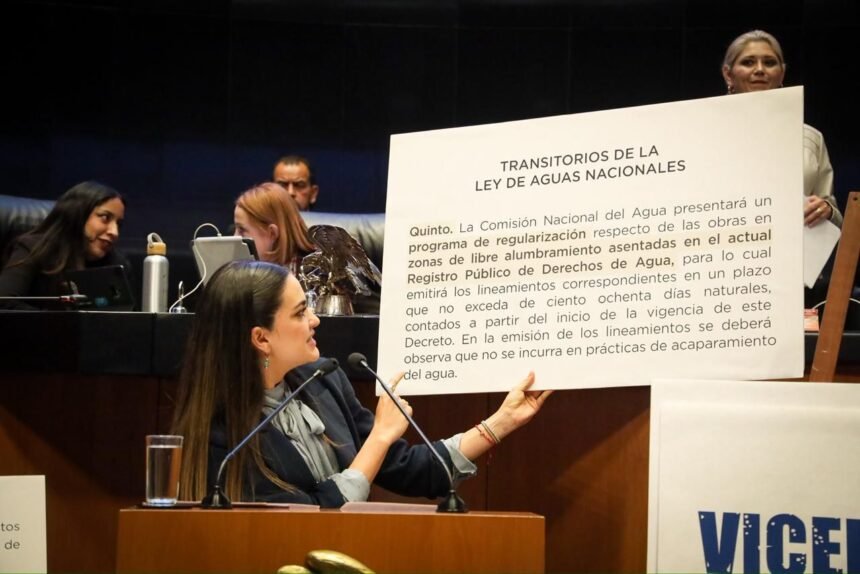 TRANSITORIOS DE LA
LEY DE AGUAS NACIONALES
Quinto. La Comisión Nacional del Agua presentará un
programa de regularización respecto de las obras en
zonas de libre alumbramiento asentadas en el actual
Registro Público de Derechos de Agua, para lo cual
emitirá los lineamientos correspondientes en un plazo
que no exceda de ciento ochenta días naturales,
contados a partir del inicio de la vigencia de este
Decreto. En la emisión de los lineamientos se deberá
observa que no se incurra en prácticas de acaparamiento
del agua.
tos
de
VICE